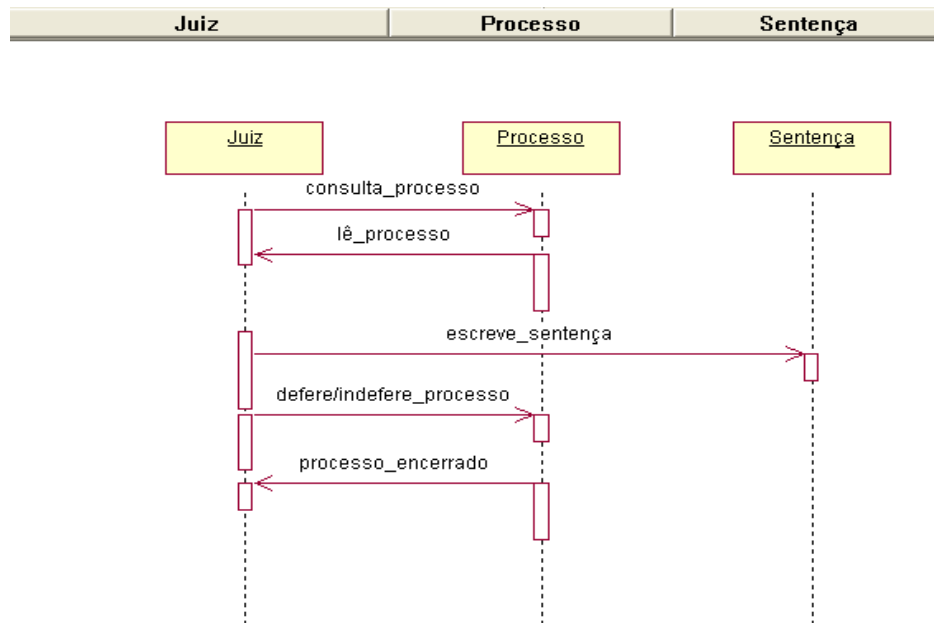 Juiz Processo Sentença
Juiz Processo Sentença
consulta_processo
lê_processo
escreve_sentença
defere/indefere_processo
processo_encerrado